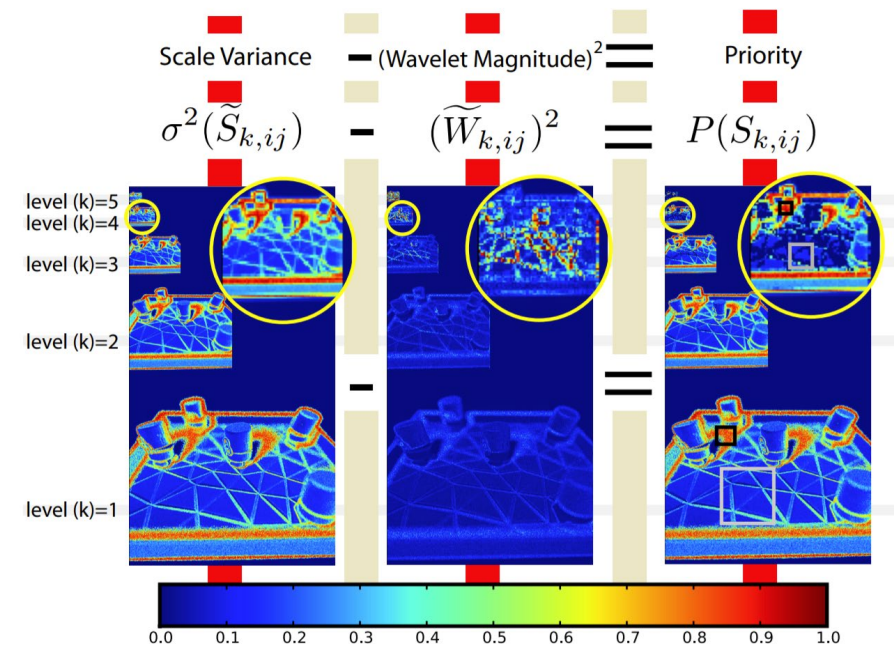 Scale Variance - (Wavelet Magnitude)² = Priority
σ²(S̃ₖ,ᵢⱼ) - (W̃ₖ,ᵢⱼ)² = P(Sₖ,ᵢⱼ)
level (k)=5
level (k)=4
level (k)=3
level (k)=2
- =
level (k)=1
0.0 0.1 0.2 0.3 0.4 0.5 0.6 0.7 0.8 0.9 1.0